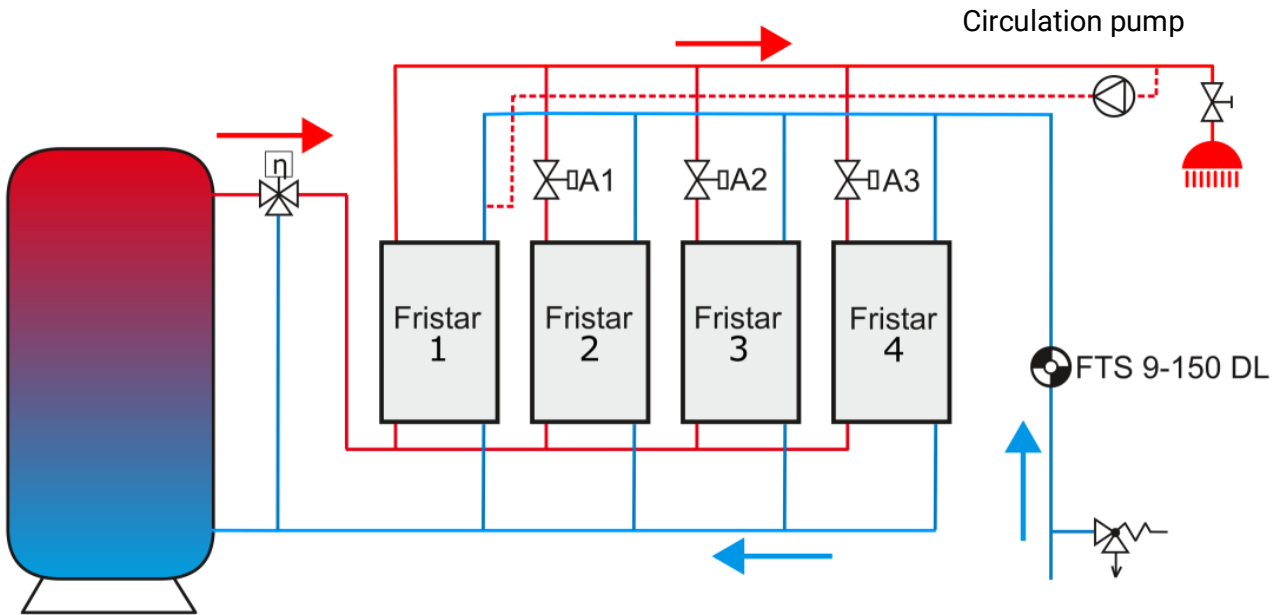 Circulation pump
η
A1
A2
A3
Fristar
1
Fristar
2
Fristar
3
Fristar
4
FTS 9-150 DL